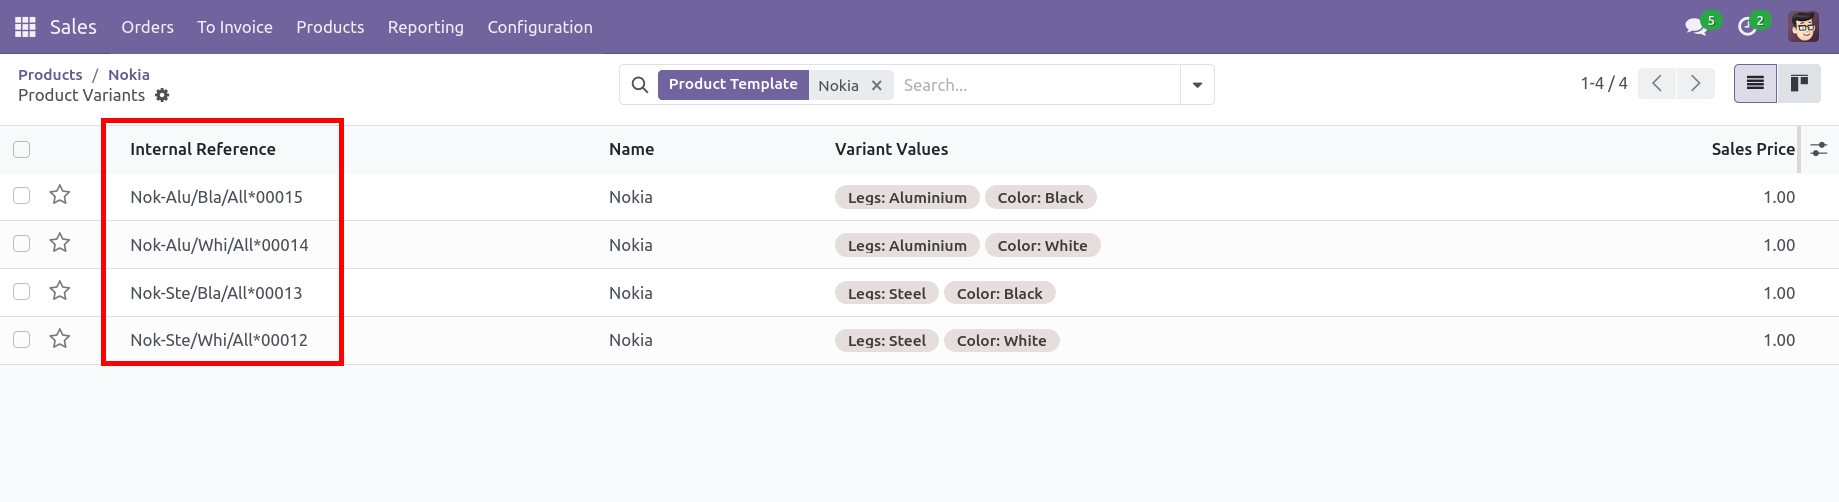 Sales Orders To Invoice Products Reporting Configuration 5 2
Products / Nokia
Product Variants
Product Template Nokia × Search...
1-4 / 4
Internal Reference Name Variant Values Sales Price
Nok-Alu/Bla/All*00015 Nokia Legs: Aluminium Color: Black 1.00
Nok-Alu/Whi/All*00014 Nokia Legs: Aluminium Color: White 1.00
Nok-Ste/Bla/All*00013 Nokia Legs: Steel Color: Black 1.00
Nok-Ste/Whi/All*00012 Nokia Legs: Steel Color: White 1.00